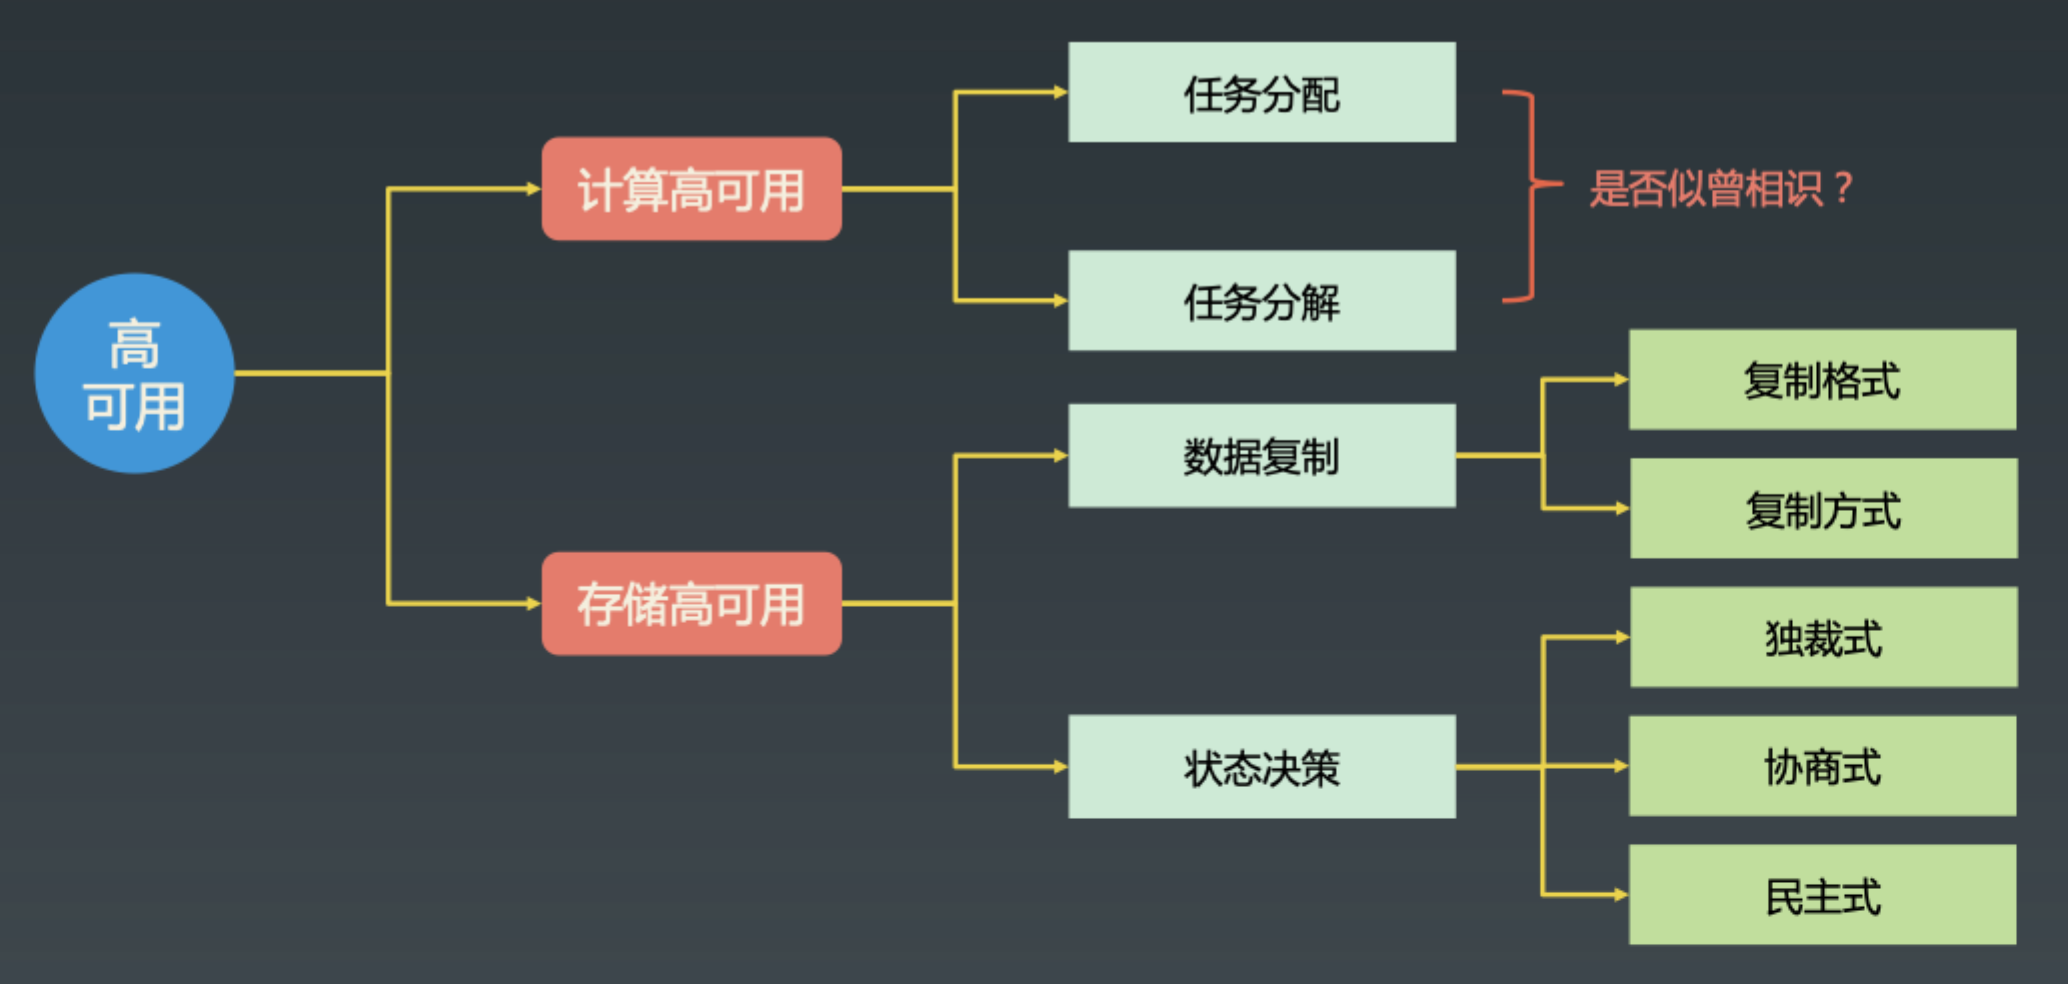 高
可用
计算高可用
任务分配
任务分解
是否似曾相识？
存储高可用
数据复制
复制格式
复制方式
状态决策
独裁式
协商式
民主式